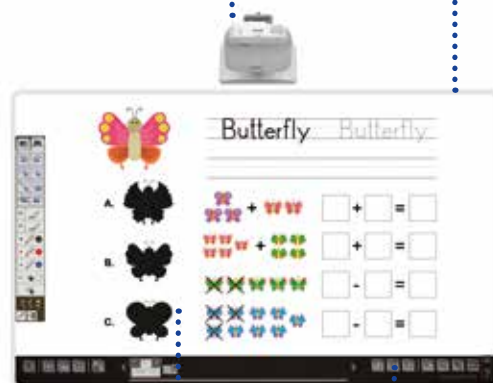 Butterfly Butterfly
A. + + =
B. + + =
- =
C. - =